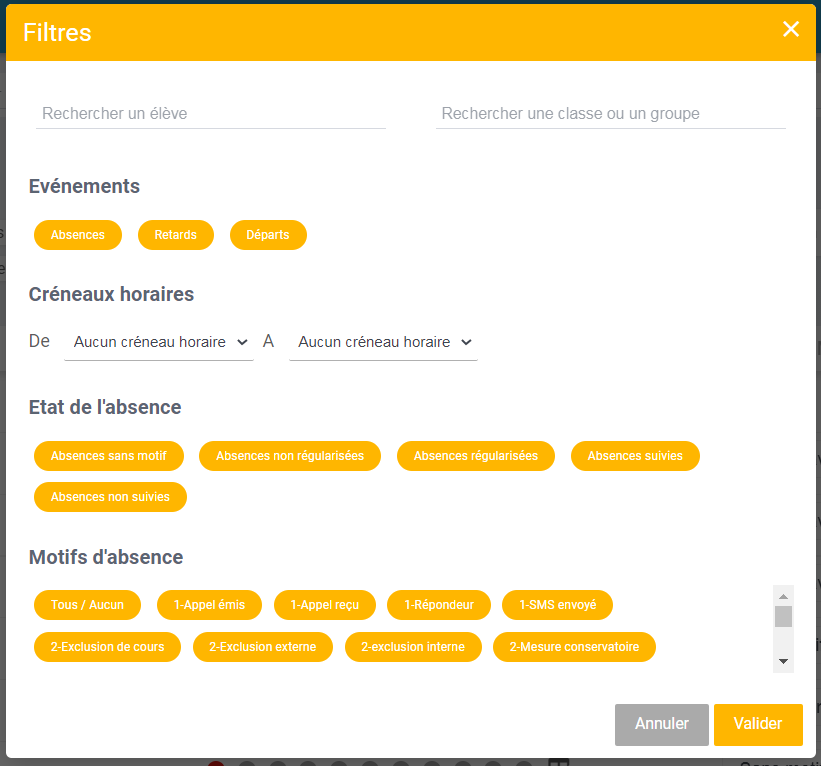 Filtres
Rechercher un élève Rechercher une classe ou un groupe
Evénements
Absences Retards Départs
Créneaux horaires
De Aucun créneau horaire A Aucun créneau horaire
Etat de l'absence
Absences sans motif Absences non régularisées Absences régularisées Absences suivies
Absences non suivies
Motifs d'absence
Tous / Aucun 1-Appel émis 1-Appel reçu 1-Répondeur 1-SMS envoyé
2-Exclusion de cours 2-Exclusion externe 2-exclusion interne 2-Mesure conservatoire
Annuler Valider